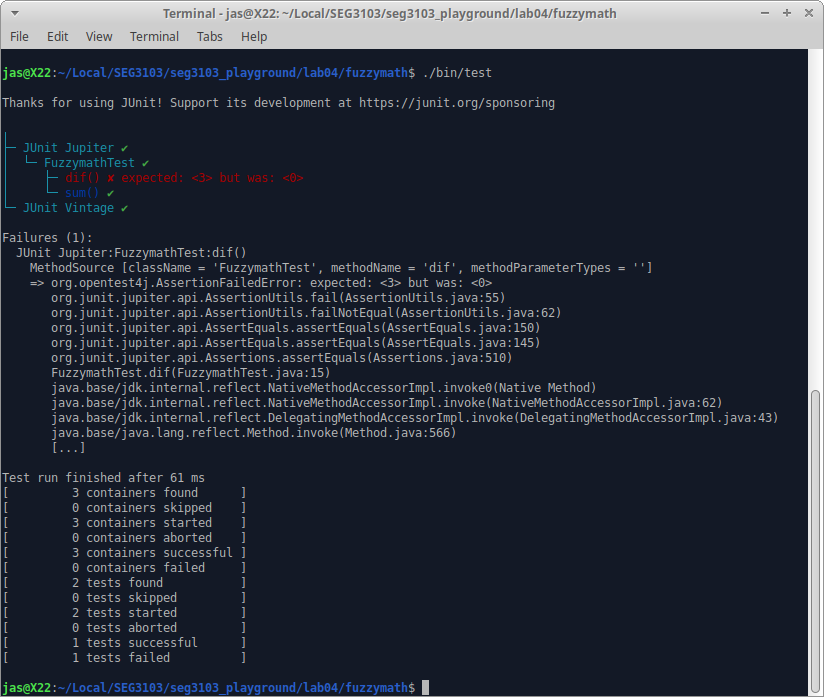 Terminal - jas@X22: ~/Local/SEG3103/seg3103_playground/lab04/fuzzymath
File Edit View Terminal Tabs Help
jas@X22:~/Local/SEG3103/seg3103_playground/lab04/fuzzymath$ ./bin/test
Thanks for using JUnit! Support its development at https://junit.org/sponsoring
├─ JUnit Jupiter ✔
│  └─ FuzzymathTest ✔
│     ├─ dif() ✘ expected: <3> but was: <0>
│     └─ sum() ✔
└─ JUnit Vintage ✔
Failures (1):
  JUnit Jupiter:FuzzymathTest:dif()
    MethodSource [className = 'FuzzymathTest', methodName = 'dif', methodParameterTypes = '']
    => org.opentest4j.AssertionFailedError: expected: <3> but was: <0>
       org.junit.jupiter.api.AssertionUtils.fail(AssertionUtils.java:55)
       org.junit.jupiter.api.AssertionUtils.failNotEqual(AssertionUtils.java:62)
       org.junit.jupiter.api.AssertEquals.assertEquals(AssertEquals.java:150)
       org.junit.jupiter.api.AssertEquals.assertEquals(AssertEquals.java:145)
       org.junit.jupiter.api.Assertions.assertEquals(Assertions.java:510)
       FuzzymathTest.dif(FuzzymathTest.java:15)
       java.base/jdk.internal.reflect.NativeMethodAccessorImpl.invoke0(Native Method)
       java.base/jdk.internal.reflect.NativeMethodAccessorImpl.invoke(NativeMethodAccessorImpl.java:62)
       java.base/jdk.internal.reflect.DelegatingMethodAccessorImpl.invoke(DelegatingMethodAccessorImpl.java:43)
       java.base/java.lang.reflect.Method.invoke(Method.java:566)
       [...]
Test run finished after 61 ms
[         3 containers found      ]
[         0 containers skipped    ]
[         3 containers started    ]
[         0 containers aborted    ]
[         3 containers successful ]
[         0 containers failed     ]
[         2 tests found           ]
[         0 tests skipped         ]
[         2 tests started         ]
[         0 tests aborted         ]
[         1 tests successful      ]
[         1 tests failed          ]
jas@X22:~/Local/SEG3103/seg3103_playground/lab04/fuzzymath$